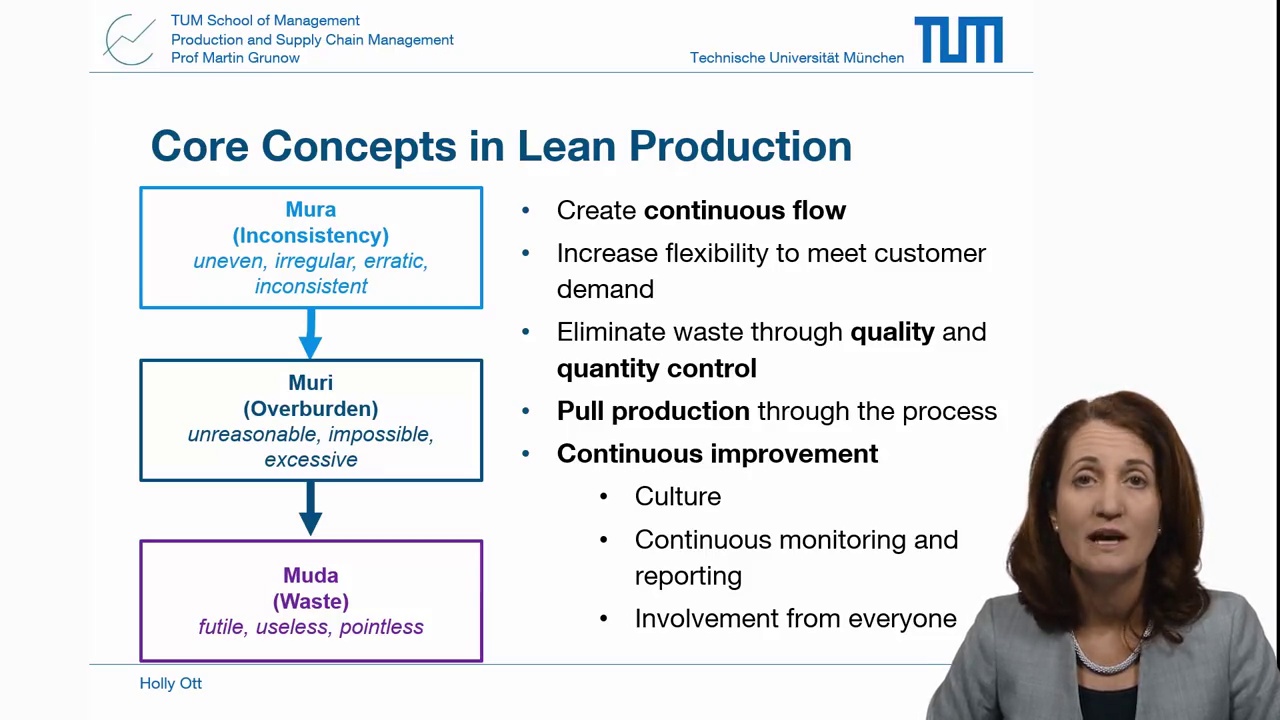 TUM School of Management
Production and Supply Chain Management
Prof Martin Grunow
Technische Universität München
TUM
Core Concepts in Lean Production
Mura
(Inconsistency)
uneven, irregular, erratic,
inconsistent
Muri
(Overburden)
unreasonable, impossible,
excessive
Muda
(Waste)
futile, useless, pointless
• Create continuous flow
• Increase flexibility to meet customer
demand
• Eliminate waste through quality and
quantity control
• Pull production through the process
• Continuous improvement
• Culture
• Continuous monitoring and
reporting
• Involvement from everyone
Holly Ott